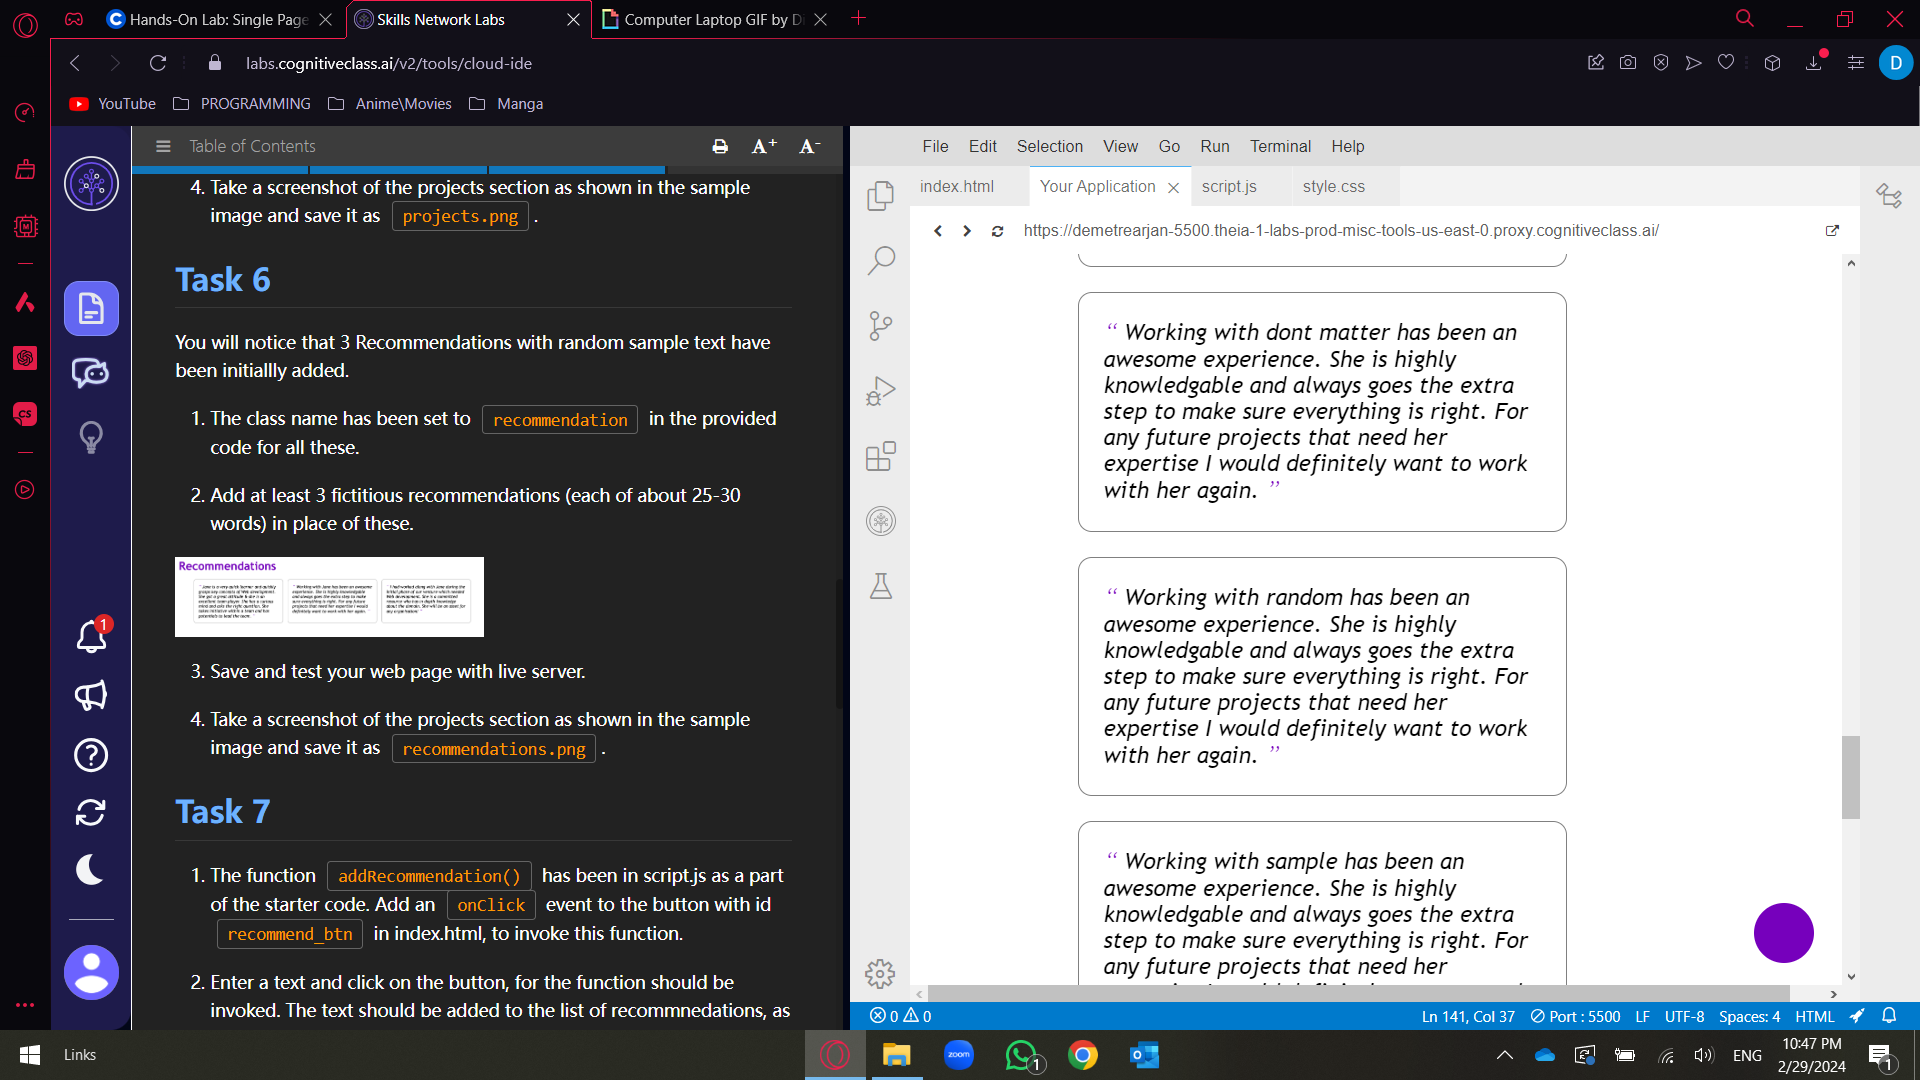 Hands-On Lab: Single Page
Skills Network Labs
Computer Laptop GIF by Di
labs.cognitiveclass.ai/v2/tools/cloud-ide
D
YouTube
PROGRAMMING
Anime\Movies
Manga
Table of Contents
A+
A-
4. Take a screenshot of the projects section as shown in the sample
image and save it as projects.png .
Task 6
You will notice that 3 Recommendations with random sample text have
been initiallly added.
1. The class name has been set to recommendation in the provided
code for all these.
2. Add at least 3 fictitious recommendations (each of about 25-30
words) in place of these.
Recommendations
3. Save and test your web page with live server.
4. Take a screenshot of the projects section as shown in the sample
image and save it as recommendations.png .
Task 7
1. The function addRecommendation() has been in script.js as a part
of the starter code. Add an onClick event to the button with id
recommend_btn in index.html, to invoke this function.
2. Enter a text and click on the button, for the function should be
invoked. The text should be added to the list of recommnedations, as
CS
1
File Edit Selection View Go Run Terminal Help
index.html
Your Application
script.js
style.css
https://demetrearjan-5500.theia-1-labs-prod-misc-tools-us-east-0.proxy.cognitiveclass.ai/
“ Working with dont matter has been an
awesome experience. She is highly
knowledgable and always goes the extra
step to make sure everything is right. For
any future projects that need her
expertise I would definitely want to work
with her again. ”
“ Working with random has been an
awesome experience. She is highly
knowledgable and always goes the extra
step to make sure everything is right. For
any future projects that need her
expertise I would definitely want to work
with her again. ”
“ Working with sample has been an
awesome experience. She is highly
knowledgable and always goes the extra
step to make sure everything is right. For
any future projects that need her
0 0
Ln 141, Col 37
Port : 5500
LF
UTF-8
Spaces: 4
HTML
Links
zoom
1
ENG
10:47 PM
2/29/2024
1